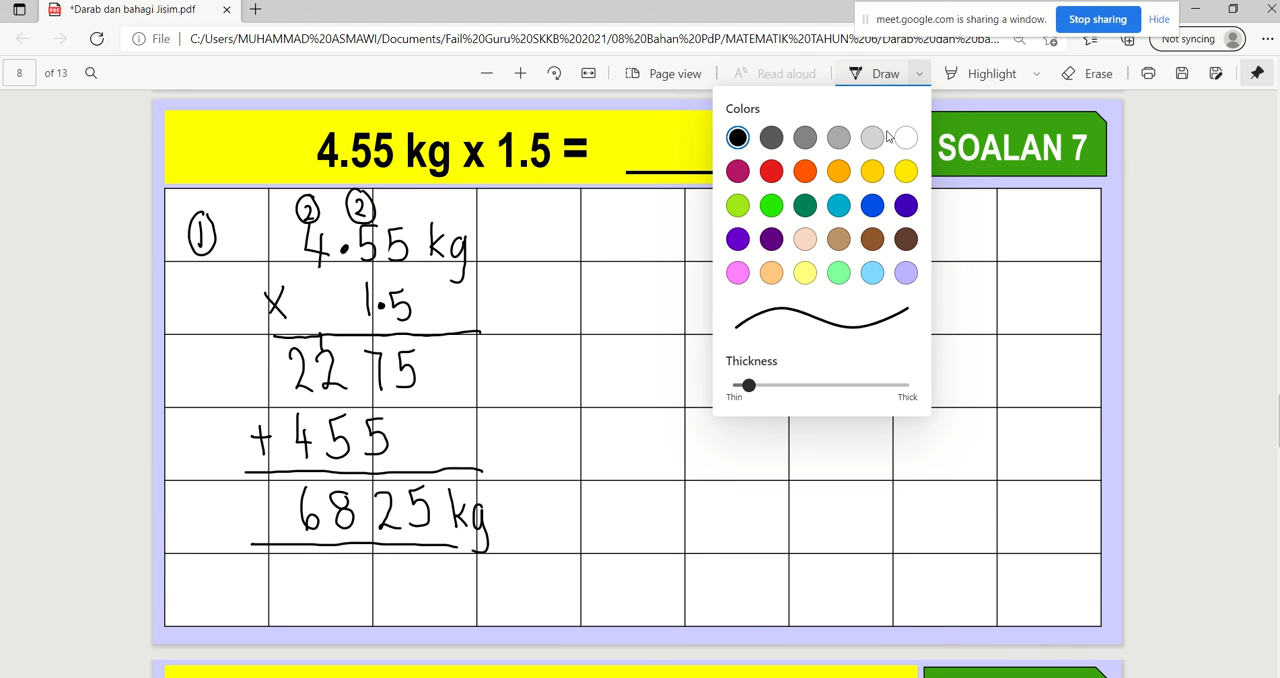 *Darab dan bahagi Jisim.pdf
meet.google.com is sharing a window. Stop sharing Hide
File C:/Users/MUHAMMAD%20ASMAWI/Documents/Fail%20Guru%20SKKB%202021/08%20Bahan%20PdP/MATEMATIK%20TAHUN%206/Darab%20dan%20ba... Not syncing
8 of 13 Page view Read aloud Draw Highlight Erase
Colors
4.55 kg x 1.5 = ______ SOALAN 7
2 2
1 4.55 kg
x 1.5
1
2275
+ 455
6825 kg
Thickness
Thin Thick